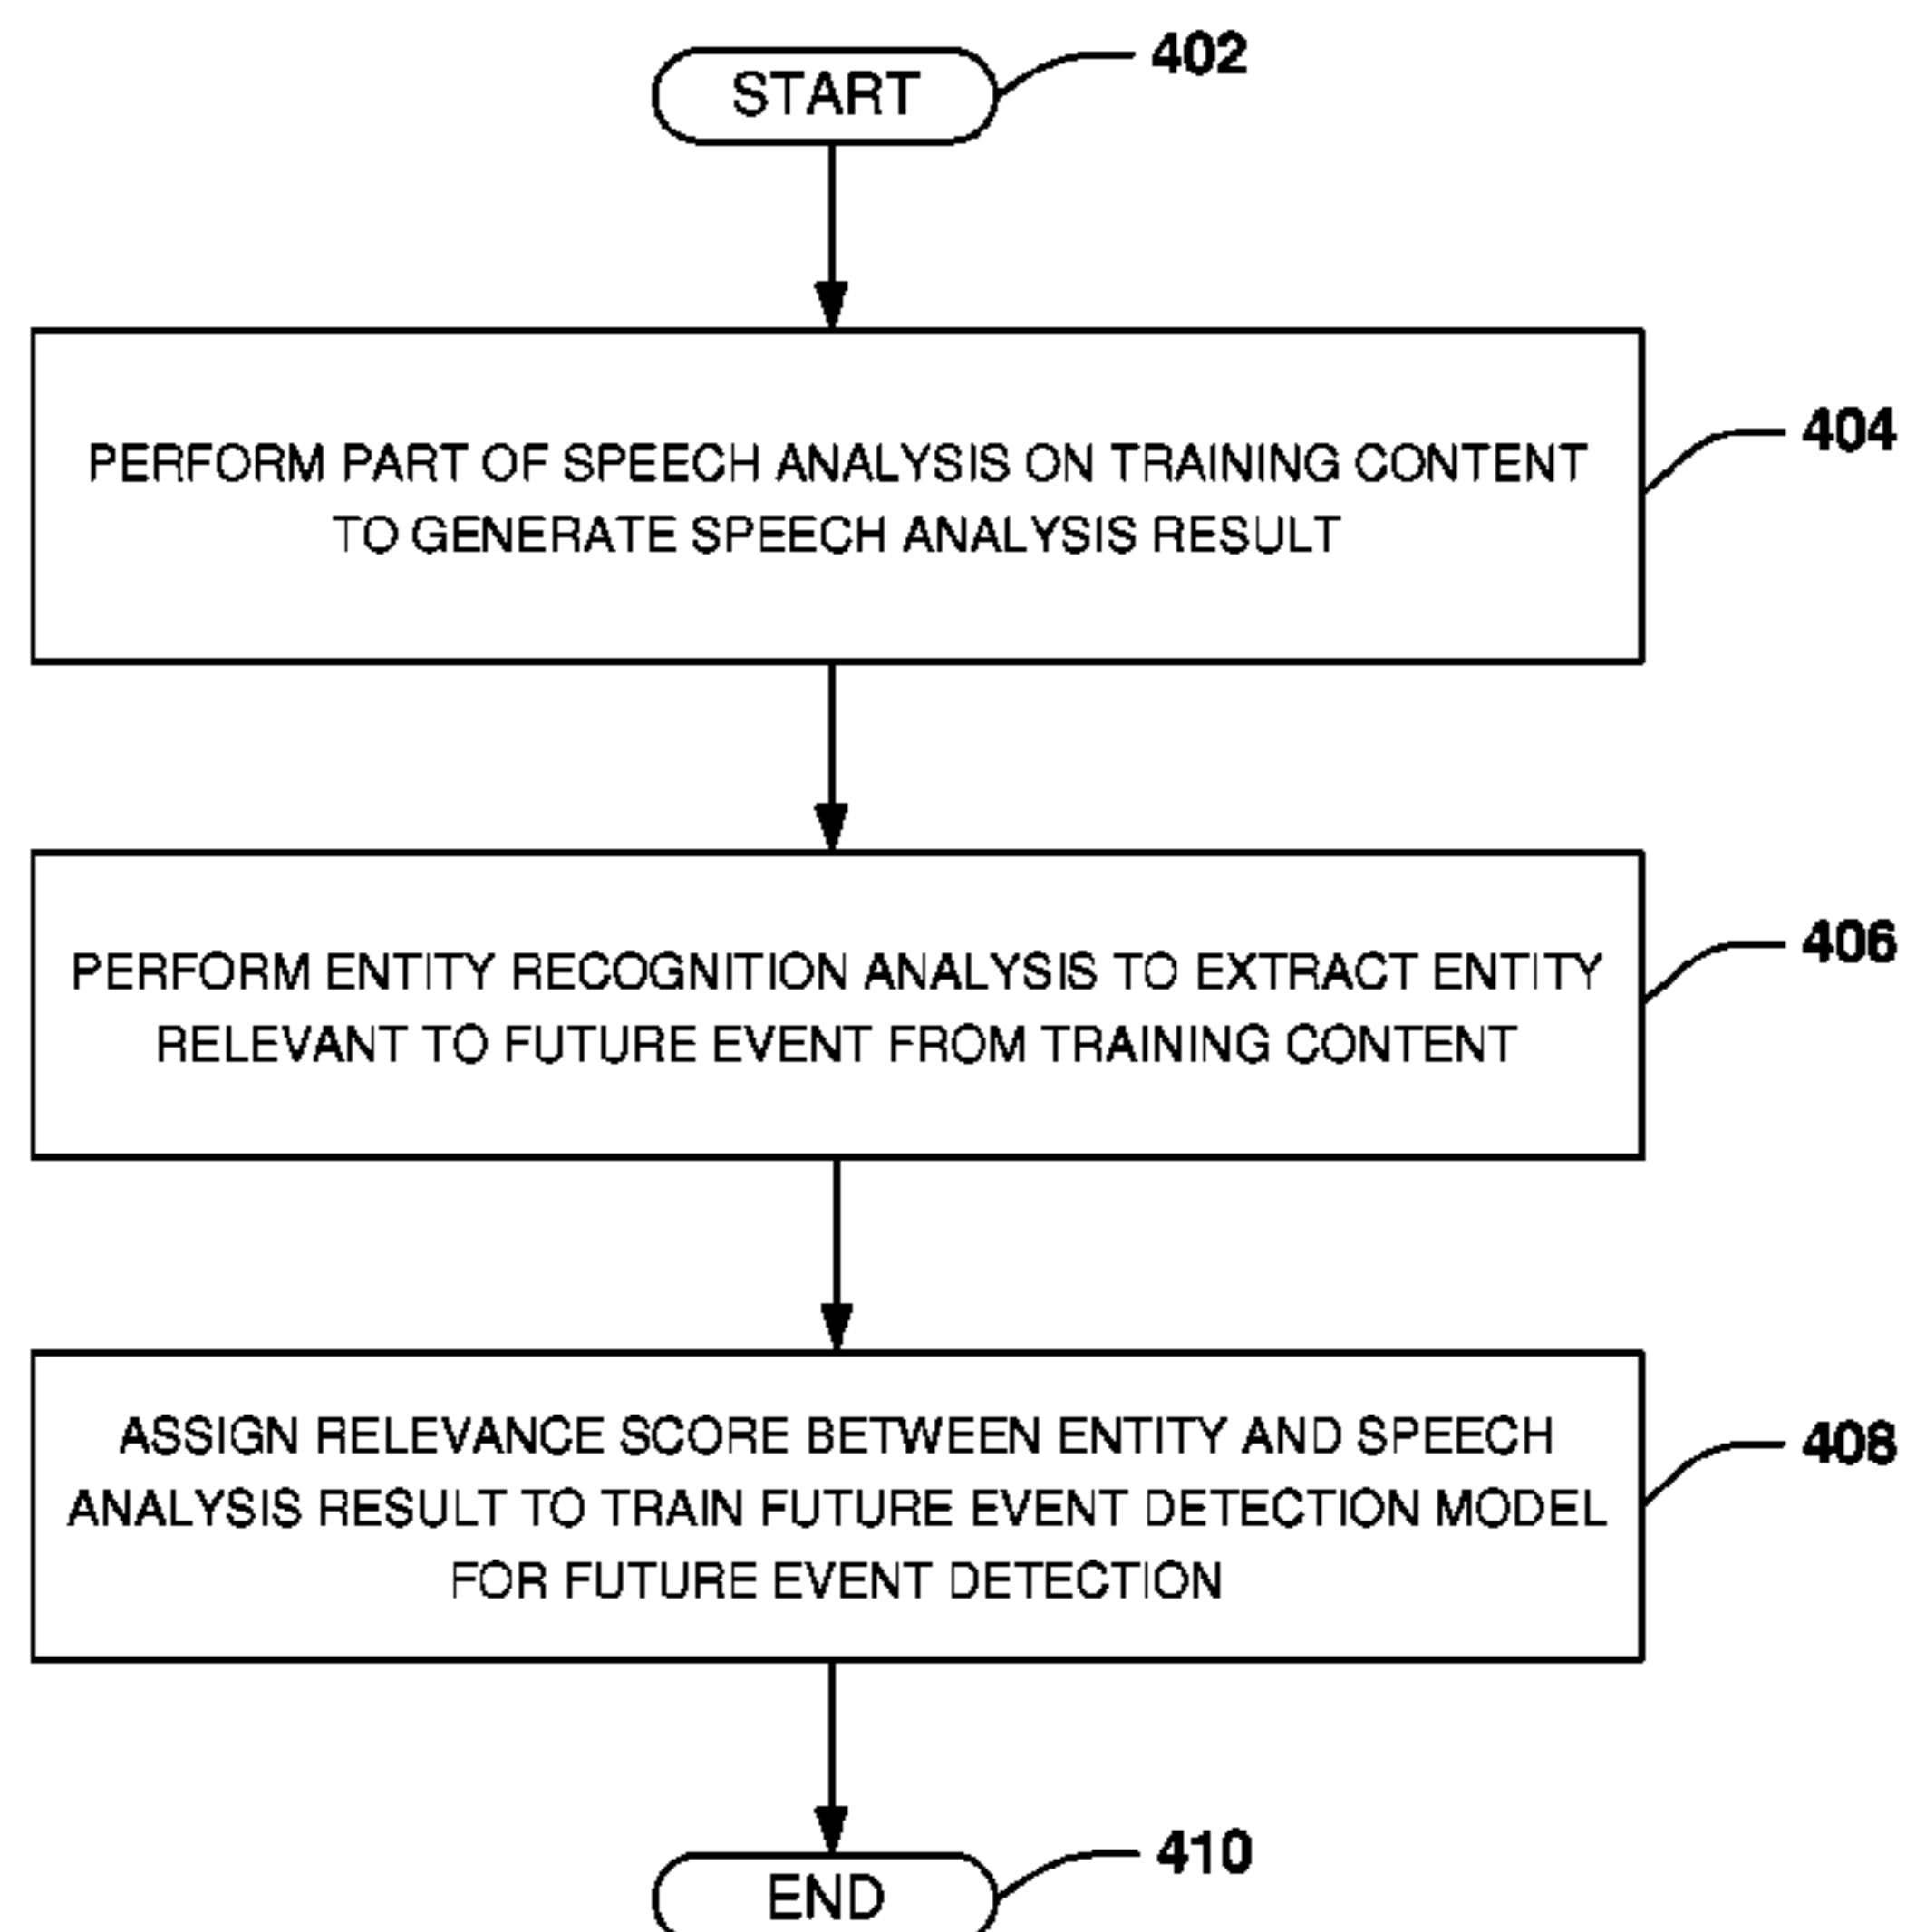 START
402
PERFORM PART OF SPEECH ANALYSIS ON TRAINING CONTENT
TO GENERATE SPEECH ANALYSIS RESULT
404
PERFORM ENTITY RECOGNITION ANALYSIS TO EXTRACT ENTITY
RELEVANT TO FUTURE EVENT FROM TRAINING CONTENT
406
ASSIGN RELEVANCE SCORE BETWEEN ENTITY AND SPEECH
ANALYSIS RESULT TO TRAIN FUTURE EVENT DETECTION MODEL
FOR FUTURE EVENT DETECTION
408
END
410